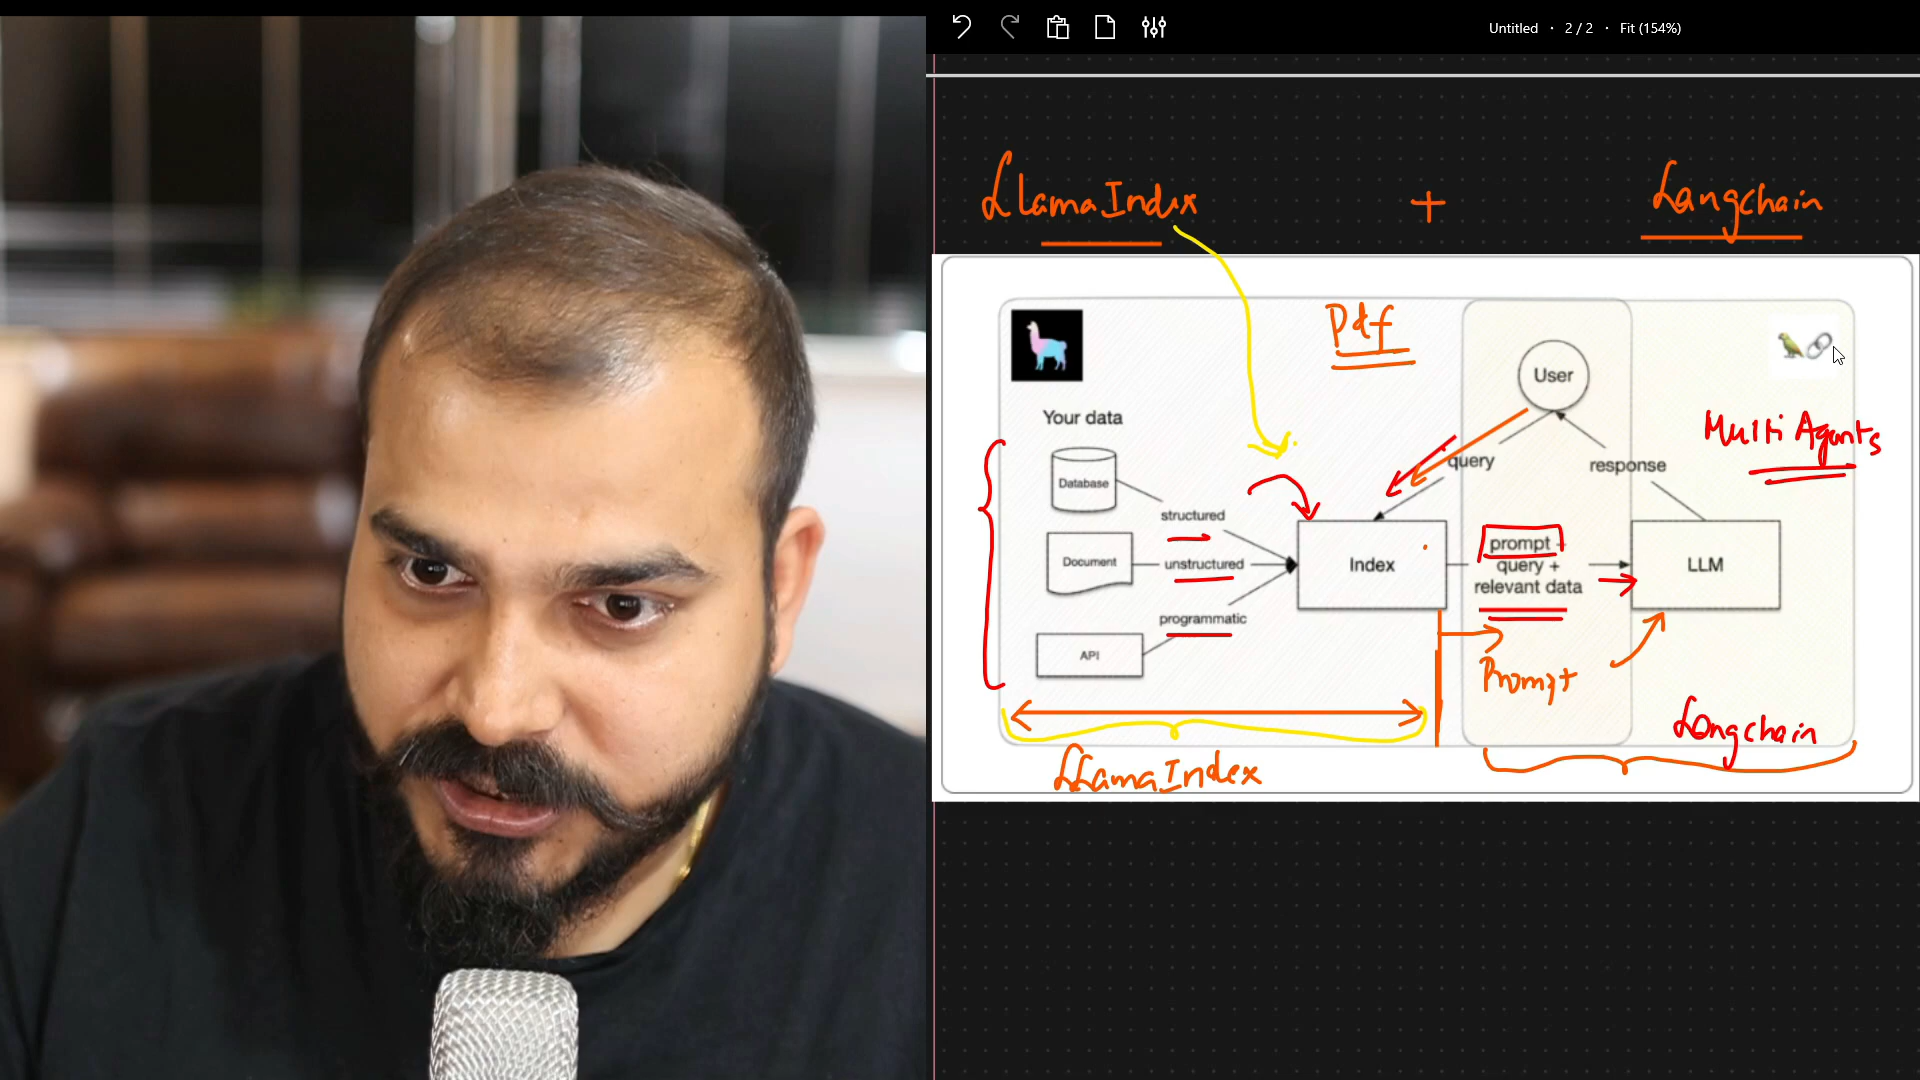 Untitled · 2 / 2 · Fit (154%)
LlamaIndex + Langchain
Pdf
User
Your data
Multi Agents
query
response
Database
structured
Document
unstructured
Index
prompt
query +
relevant data
LLM
programmatic
API
Prompt
Langchain
LLamaIndex